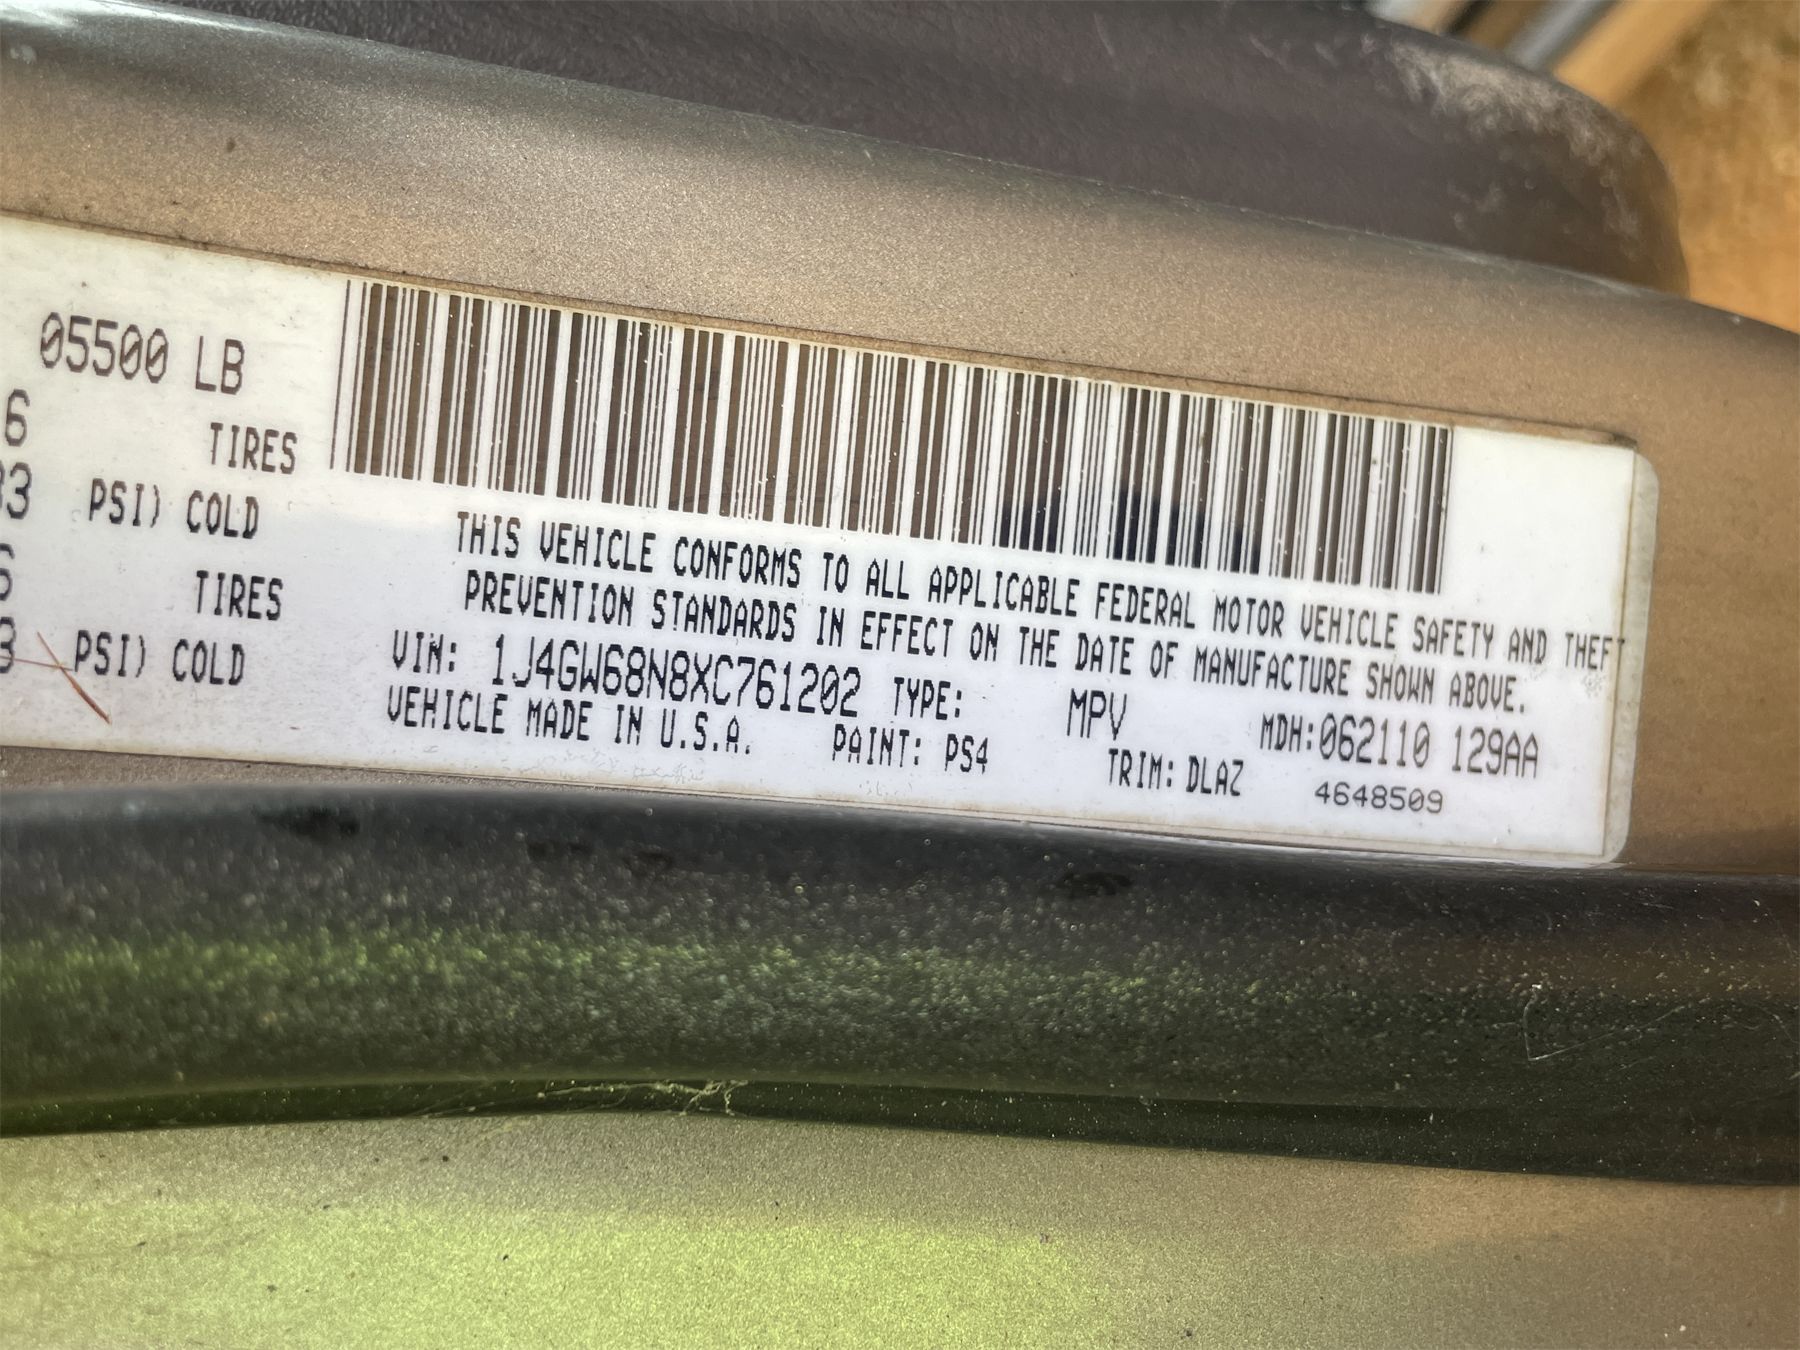 05500 LB
6 TIRES
33 PSI) COLD
TIRES
3 PSI) COLD
THIS VEHICLE CONFORMS TO ALL APPLICABLE FEDERAL MOTOR VEHICLE SAFETY AND THEFT
PREVENTION STANDARDS IN EFFECT ON THE DATE OF MANUFACTURE SHOWN ABOVE.
VIN: 1J4GW68N8XC761202 TYPE: MPV MDH:062110 129AA
VEHICLE MADE IN U.S.A. PAINT: PS4 TRIM: DLAZ 4648509